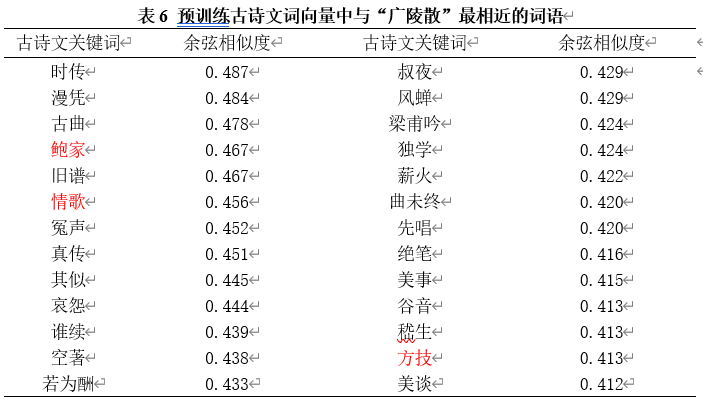 表 6 预训练古诗文词向量中与“广陵散”最相近的词语
古诗文关键词 余弦相似度 古诗文关键词 余弦相似度
时传 0.487 叔夜 0.429
漫凭 0.484 风蝉 0.429
古曲 0.478 梁甫吟 0.424
鲍家 0.467 独学 0.424
旧谱 0.467 薪火 0.422
情歌 0.456 曲未终 0.420
冤声 0.452 先唱 0.420
真传 0.451 绝笔 0.416
其似 0.445 美事 0.415
哀怨 0.444 谷音 0.413
谁续 0.439 嵇生 0.413
空著 0.438 方技 0.413
若为酬 0.433 美谈 0.412